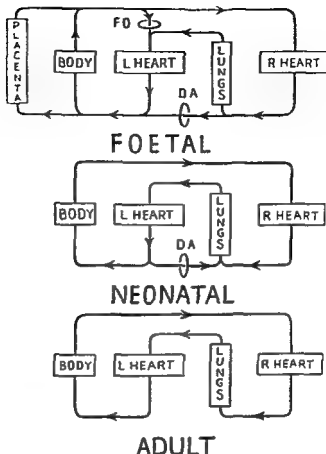 FO
PLACENTA
BODY
L HEART
LUNGS
R HEART
DA
FOETAL
BODY
L HEART
LUNGS
R HEART
DA
NEONATAL
BODY
L HEART
LUNGS
R HEART
ADULT